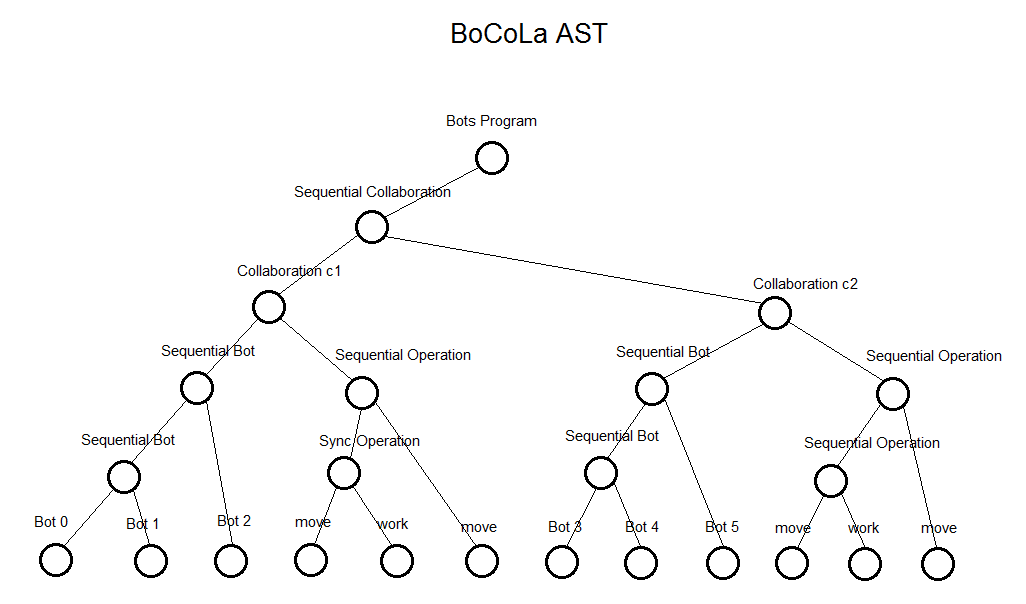 BoCoLa AST
Bots Program
Sequential Collaboration
Collaboration c1
Collaboration c2
Sequential Bot
Sequential Operation
Sequential Bot
Sequential Operation
Sequential Bot
Sync Operation
Sequential Bot
Sequential Operation
Bot 0
Bot 1
Bot 2
move
work
move
Bot 3
Bot 4
Bot 5
move
work
move